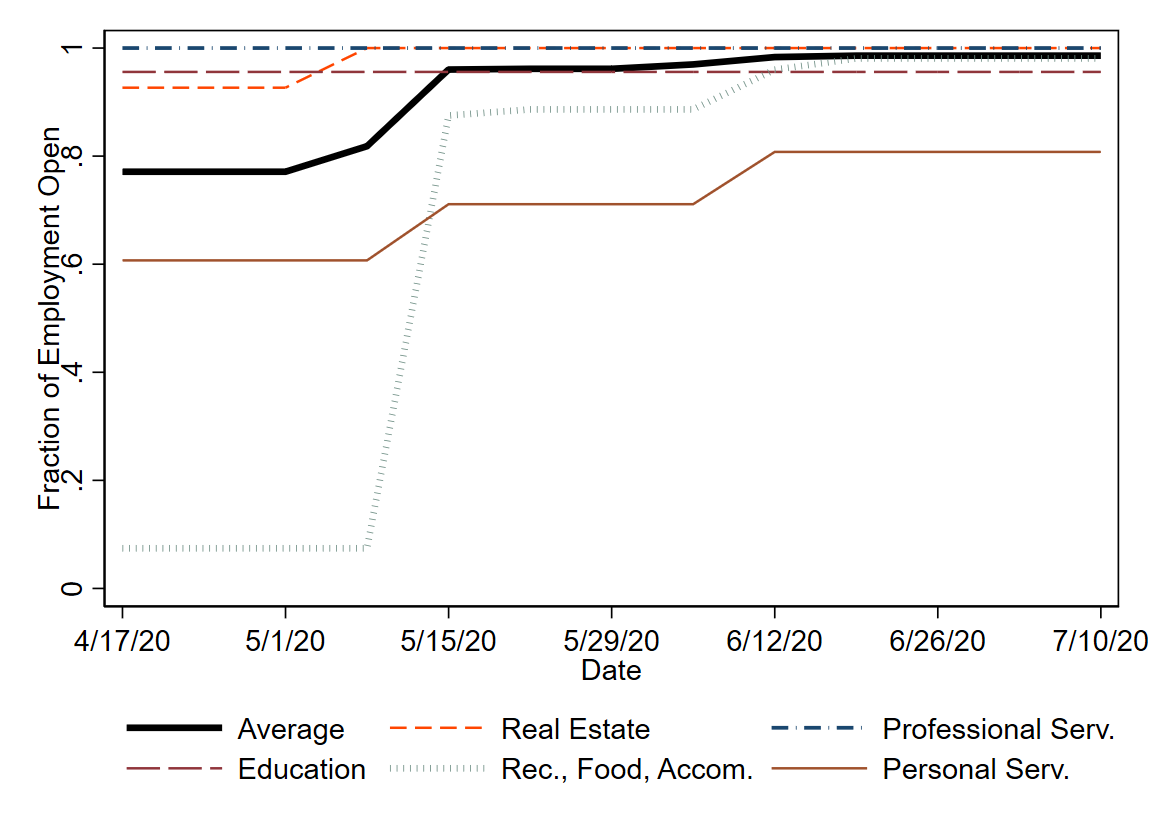 Fraction of Employment Open
1
.8
.6
.4
.2
0
4/17/20 5/1/20 5/15/20 5/29/20 6/12/20 6/26/20 7/10/20
Date
Average Real Estate Professional Serv.
Education Rec., Food, Accom. Personal Serv.